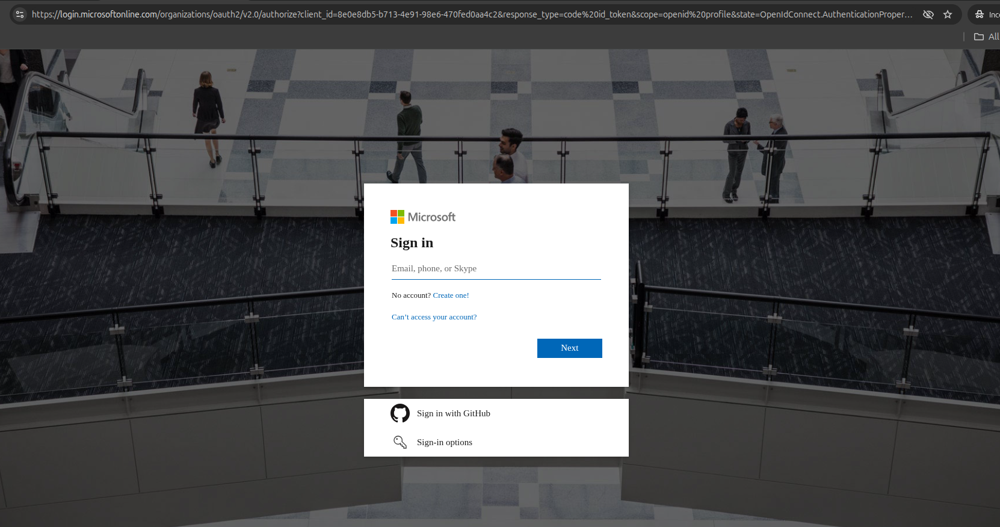 https://login.microsoftonline.com/organizations/oauth2/v2.0/authorize?client_id=8e0e8db5-b713-4e91-98e6-470fed0aa4c2&response_type=code%20id_token&scope=openid%20profile&state=OpenIdConnect.AuthenticationProper...
All
Microsoft
Sign in
Email, phone, or Skype
No account? Create one!
Can’t access your account?
Next
Sign in with GitHub
Sign-in options